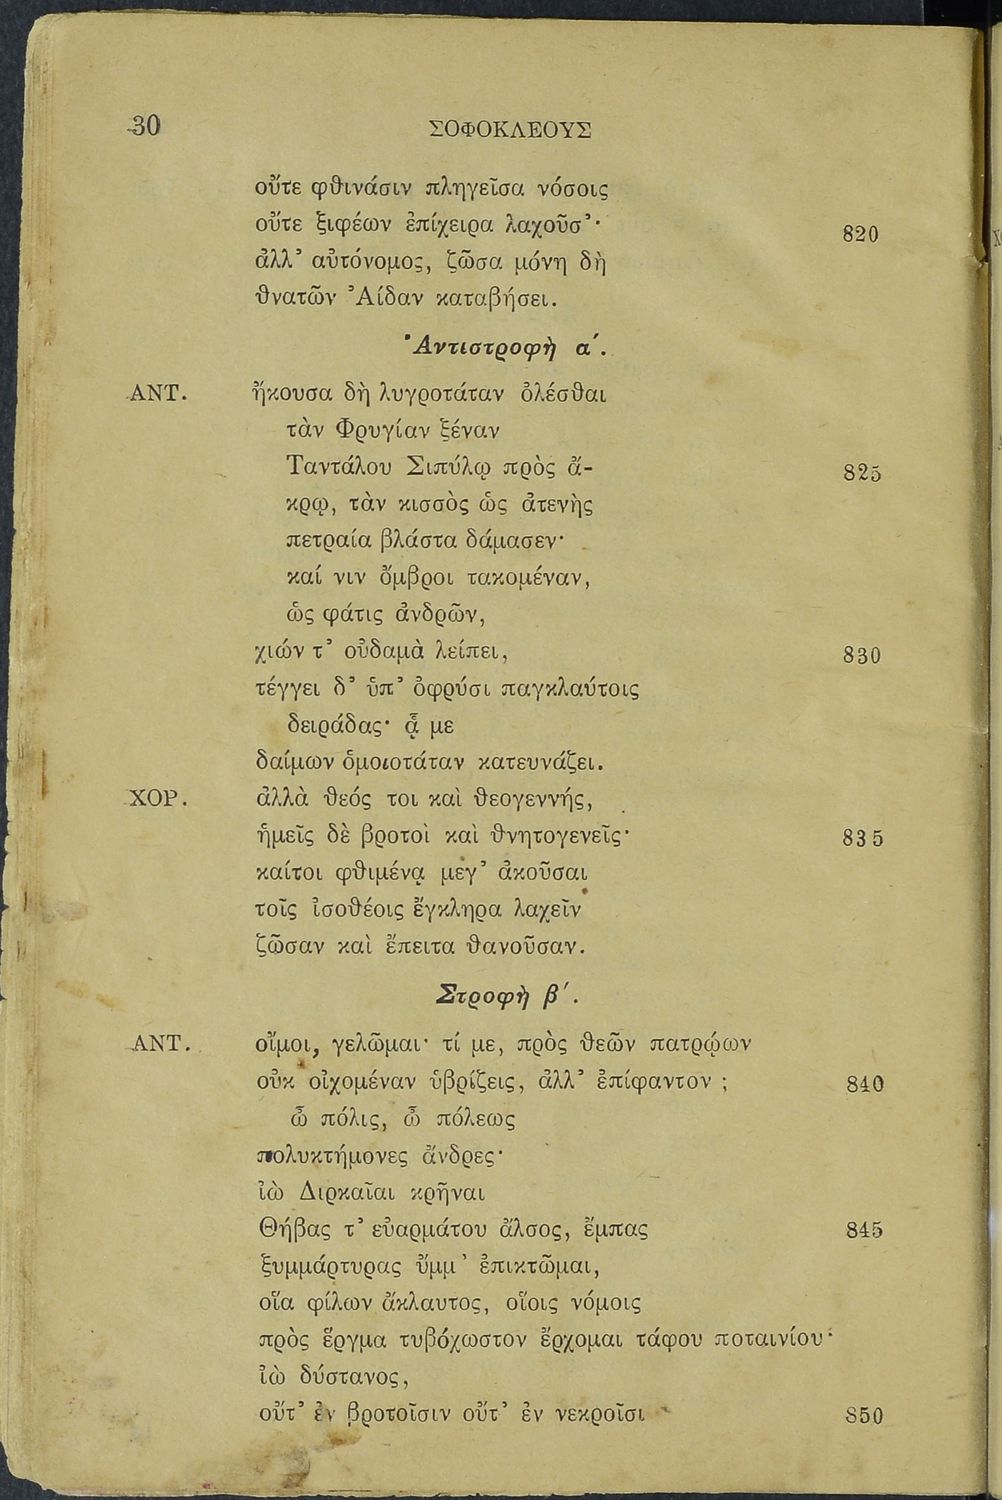 30 ΣΟΦΟΚΛΕΟΥΣ
οὔτε φθινάσιν πληγεῖσα νόσοις
οὔτε ξιφέων ἐπίχειρα λαχοῦσ᾽· 820
ἀλλ᾽ αὐτόνομος, ζῶσα μόνη δὴ
θνατῶν Ἀίδαν καταβήσει.
Ἀντιστροφὴ α΄.
ΑΝΤ. ἤκουσα δὴ λυγροτάταν ὀλέσθαι
τὰν Φρυγίαν ξέναν
Ταντάλου Σιπύλῳ πρὸς ἄ- 825
κρῳ, τὰν κισσὸς ὡς ἀτενὴς
πετραία βλάστα δάμασεν·
καί νιν ὄμβροι τακομέναν,
ὡς φάτις ἀνδρῶν,
χιών τ᾽ οὐδαμὰ λείπει, 830
τέγγει δ᾽ ὑπ᾽ ὀφρύσι παγκλαύτοις
δειράδας· ᾇ με
δαίμων ὁμοιοτάταν κατευνάζει.
ΧΟΡ. ἀλλὰ θεός τοι καὶ θεογεννής,
ἡμεῖς δὲ βροτοὶ καὶ θνητογενεῖς· 835
καίτοι φθιμένᾳ μέγ᾽ ἀκοῦσαι
τοῖς ἰσοθέοις ἔγκληρα λαχεῖν
ζῶσαν καὶ ἔπειτα θανοῦσαν.
Στροφὴ β΄.
ΑΝΤ. οἴμοι, γελῶμαι· τί με, πρὸς θεῶν πατρῴων
οὐκ οἰχομέναν ὑβρίζεις, ἀλλ᾽ ἐπίφαντον ; 840
ὦ πόλις, ὦ πόλεως
πολυκτήμονες ἄνδρες·
ἰὼ Διρκαῖαι κρῆναι
Θήβας τ᾽ εὐαρμάτου ἄλσος, ἔμπας 845
ξυμμάρτυρας ὔμμ᾽ ἐπικτῶμαι,
οἵα φίλων ἄκλαυτος, οἵοις νόμοις
πρὸς ἕργμα τυβόχωστον ἔρχομαι τάφου ποταινίου·
ἰὼ δύστανος,
οὔτ᾽ ἐν βροτοῖσιν οὔτ᾽ ἐν νεκροῖσι 850